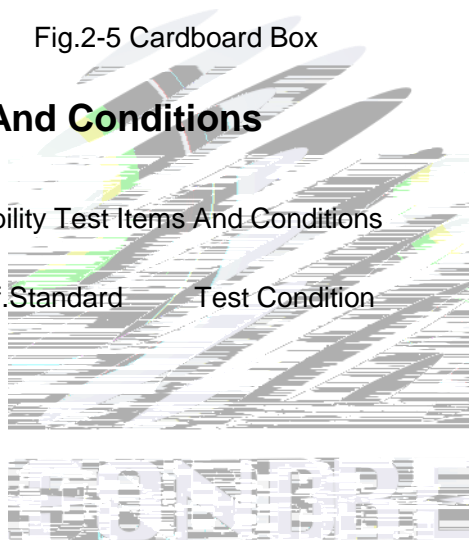 Fig.2-5 Cardboard Box
And Conditions
bility Test Items And Conditions
.Standard Test Condition